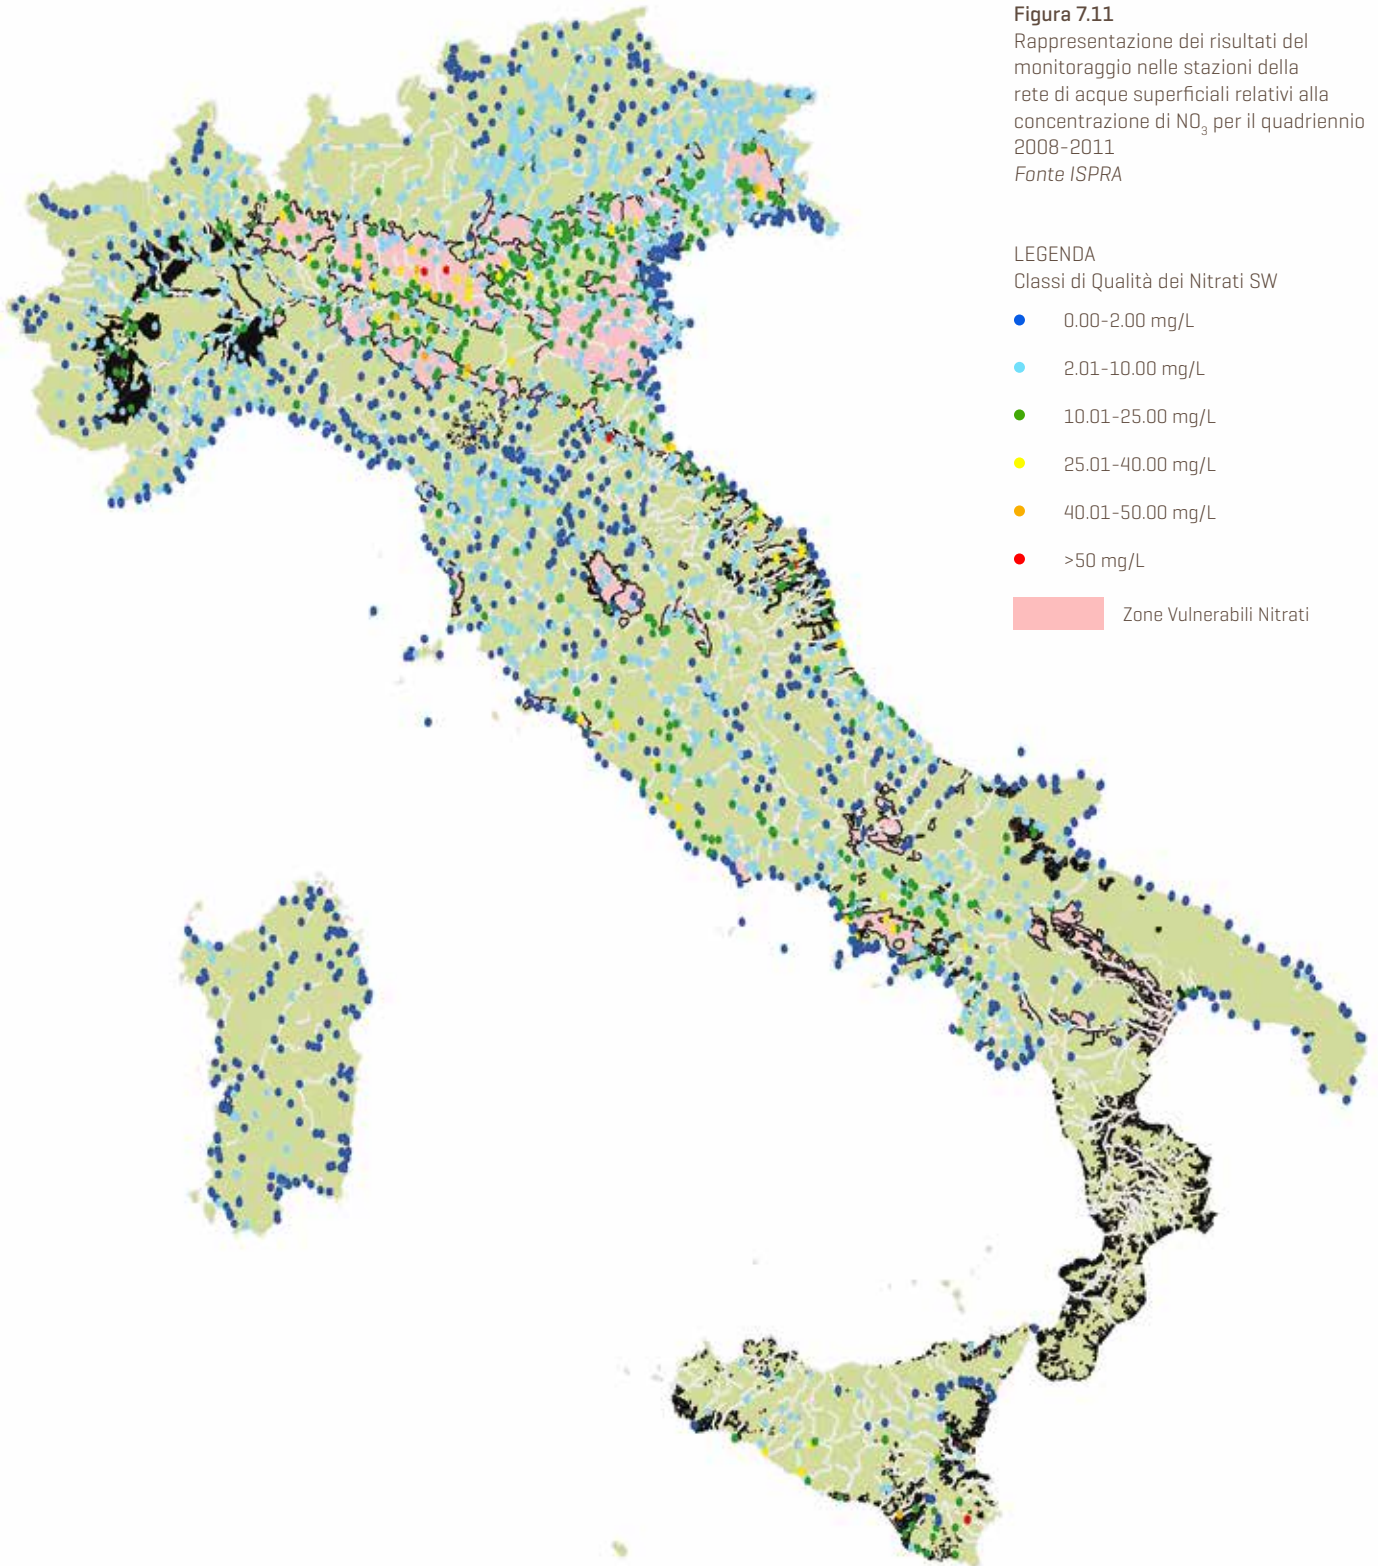 Figura 7.11
Rappresentazione dei risultati del
monitoraggio nelle stazioni della
rete di acque superficiali relativi alla
concentrazione di NO₃ per il quadriennio
2008-2011
Fonte ISPRA
LEGENDA
Classi di Qualità dei Nitrati SW
0.00-2.00 mg/L
2.01-10.00 mg/L
10.01-25.00 mg/L
25.01-40.00 mg/L
40.01-50.00 mg/L
>50 mg/L
Zone Vulnerabili Nitrati